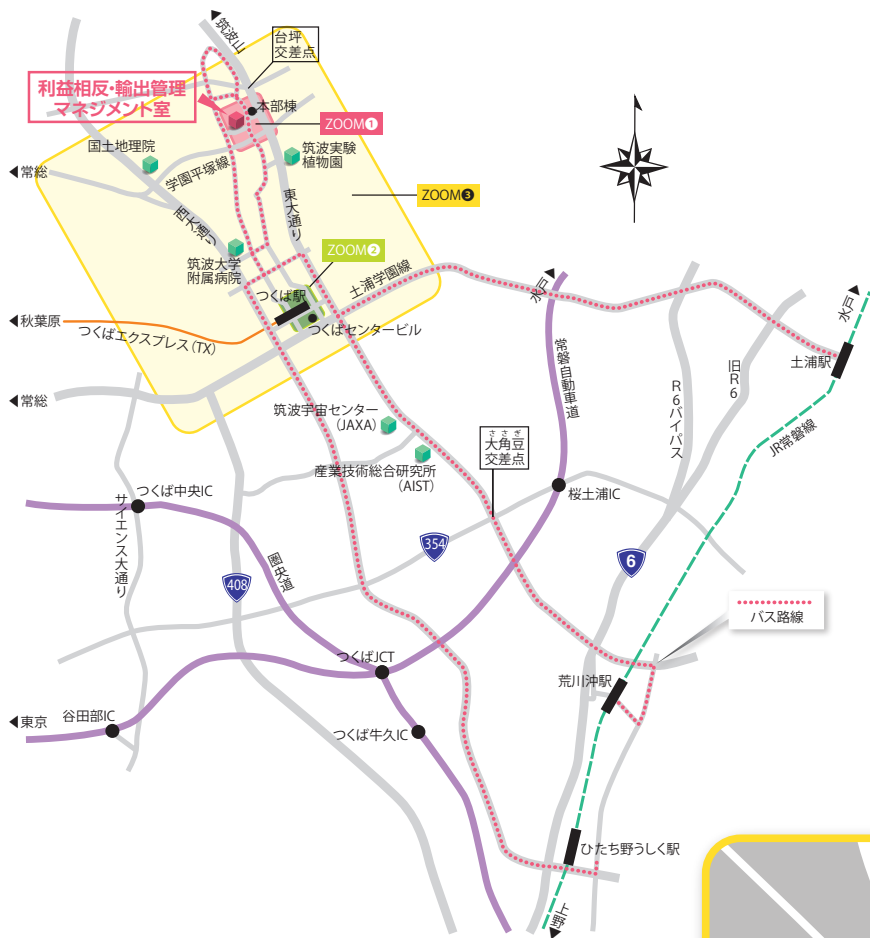 ◀筑波山
台坪
交差点
利益相反・輸出管理
マネジメント室
本部棟
ZOOM❶
国土地理院
筑波実験
植物園
◀常総
学園平塚線
ZOOM❸
西大通り
東大通り
筑波大学
附属病院
ZOOM❷
土浦学園線
水戸▶
つくば駅
水戸▶
◀秋葉原
つくばエクスプレス(TX)
つくばセンタービル
常磐自動車道
土浦駅
旧R6
R6バイパス
◀常総
筑波宇宙センター
(JAXA)
ささぎ
大角豆
交差点
JR常磐線
産業技術総合研究所
(AIST)
つくば中央IC
桜土浦IC
サイエンス大通り
354
圏央道
6
408
バス路線
つくばJCT
荒川沖駅
◀東京
谷田部IC
つくば牛久IC
ひたち野うしく駅
上野▶